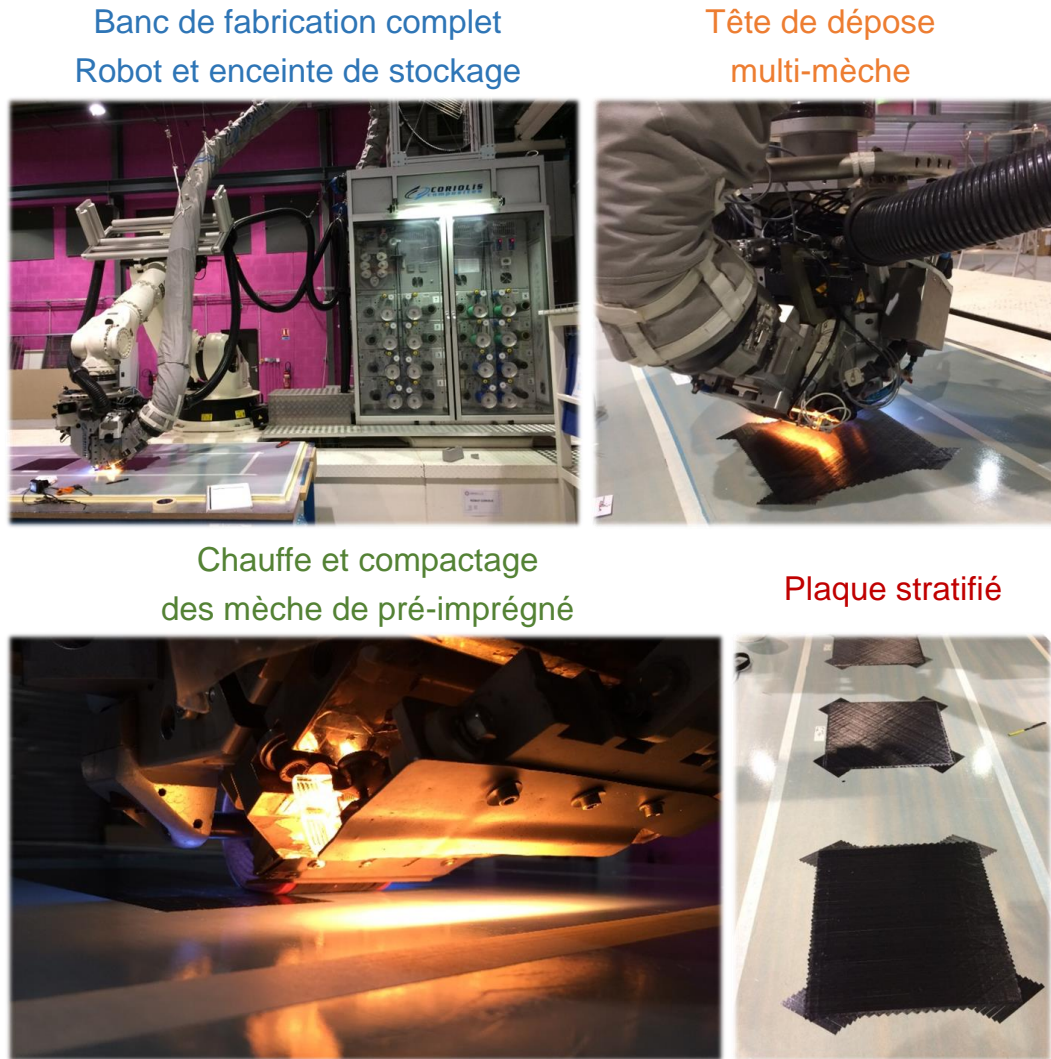 Banc de fabrication complet
Robot et enceinte de stockage
Tête de dépose
multi-mèche
CORIOLIS
COMPOSITES
Chauffe et compactage
des mèche de pré-imprégné
Plaque stratifié